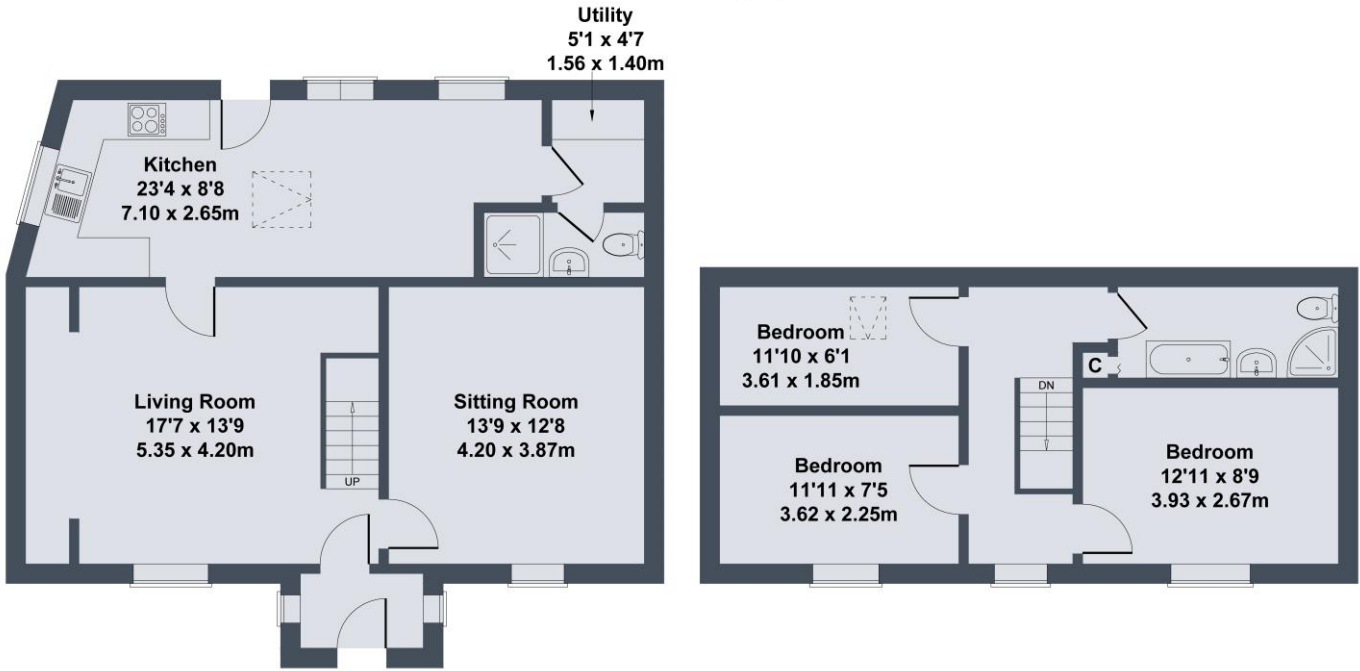 Utility
5'1 x 4'7
1.56 x 1.40m
Kitchen
23'4 x 8'8
7.10 x 2.65m
Living Room
17'7 x 13'9
5.35 x 4.20m
UP
Sitting Room
13'9 x 12'8
4.20 x 3.87m
Bedroom
11'10 x 6'1
3.61 x 1.85m
C
DN
Bedroom
11'11 x 7'5
3.62 x 2.25m
Bedroom
12'11 x 8'9
3.93 x 2.67m